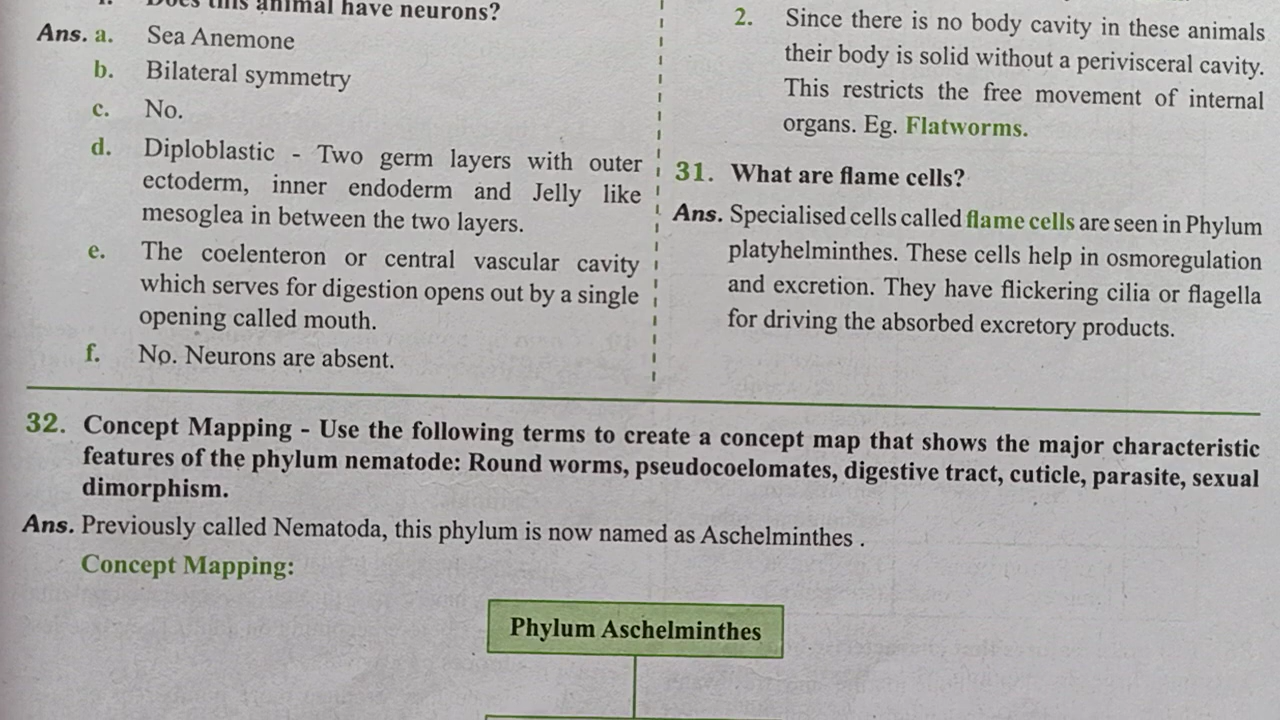 Does this animal have neurons?
Ans. a. Sea Anemone
b. Bilateral symmetry
c. No.
d. Diploblastic - Two germ layers with outer
ectoderm, inner endoderm and Jelly like
mesoglea in between the two layers.
e. The coelenteron or central vascular cavity
which serves for digestion opens out by a single
opening called mouth.
f. No. Neurons are absent.
2. Since there is no body cavity in these animals
their body is solid without a perivisceral cavity.
This restricts the free movement of internal
organs. Eg. Flatworms.
31. What are flame cells?
Ans. Specialised cells called flame cells are seen in Phylum
platyhelminthes. These cells help in osmoregulation
and excretion. They have flickering cilia or flagella
for driving the absorbed excretory products.
32. Concept Mapping - Use the following terms to create a concept map that shows the major characteristic
features of the phylum nematode: Round worms, pseudocoelomates, digestive tract, cuticle, parasite, sexual
dimorphism.
Ans. Previously called Nematoda, this phylum is now named as Aschelminthes .
Concept Mapping:
Phylum Aschelminthes